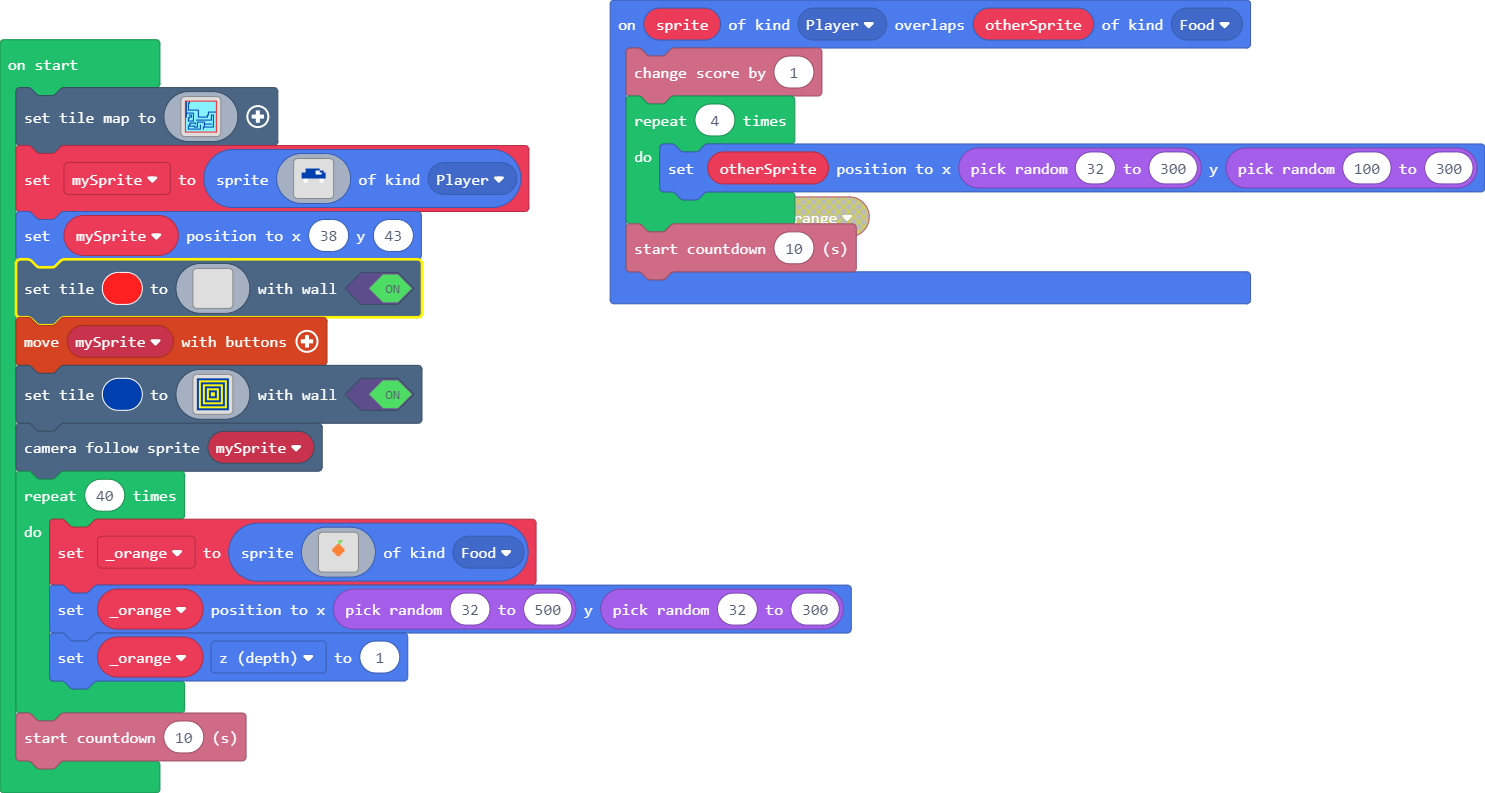 on start
set tile map to
set mySprite to sprite of kind Player
set mySprite position to x 38 y 43
set tile to with wall ON
move mySprite with buttons
set tile to with wall ON
camera follow sprite mySprite
repeat 40 times
do
set _orange to sprite of kind Food
set _orange position to x pick random 32 to 500 y pick random 32 to 300
set _orange z (depth) to 1
start countdown 10 (s)
on sprite of kind Player overlaps otherSprite of kind Food
change score by 1
repeat 4 times
do
set otherSprite position to x pick random 32 to 300 y pick random 100 to 300
range
start countdown 10 (s)